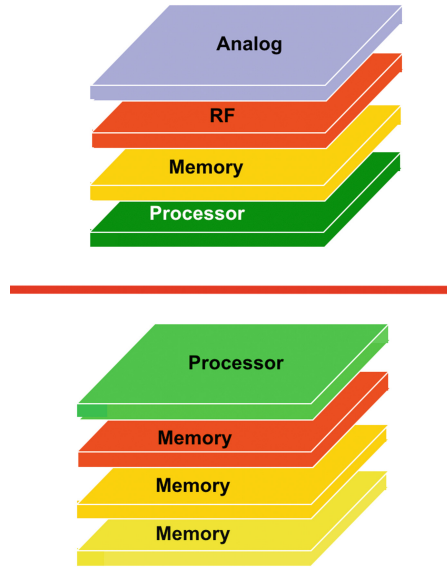 Analog
RF
Memory
Processor
Processor
Memory
Memory
Memory